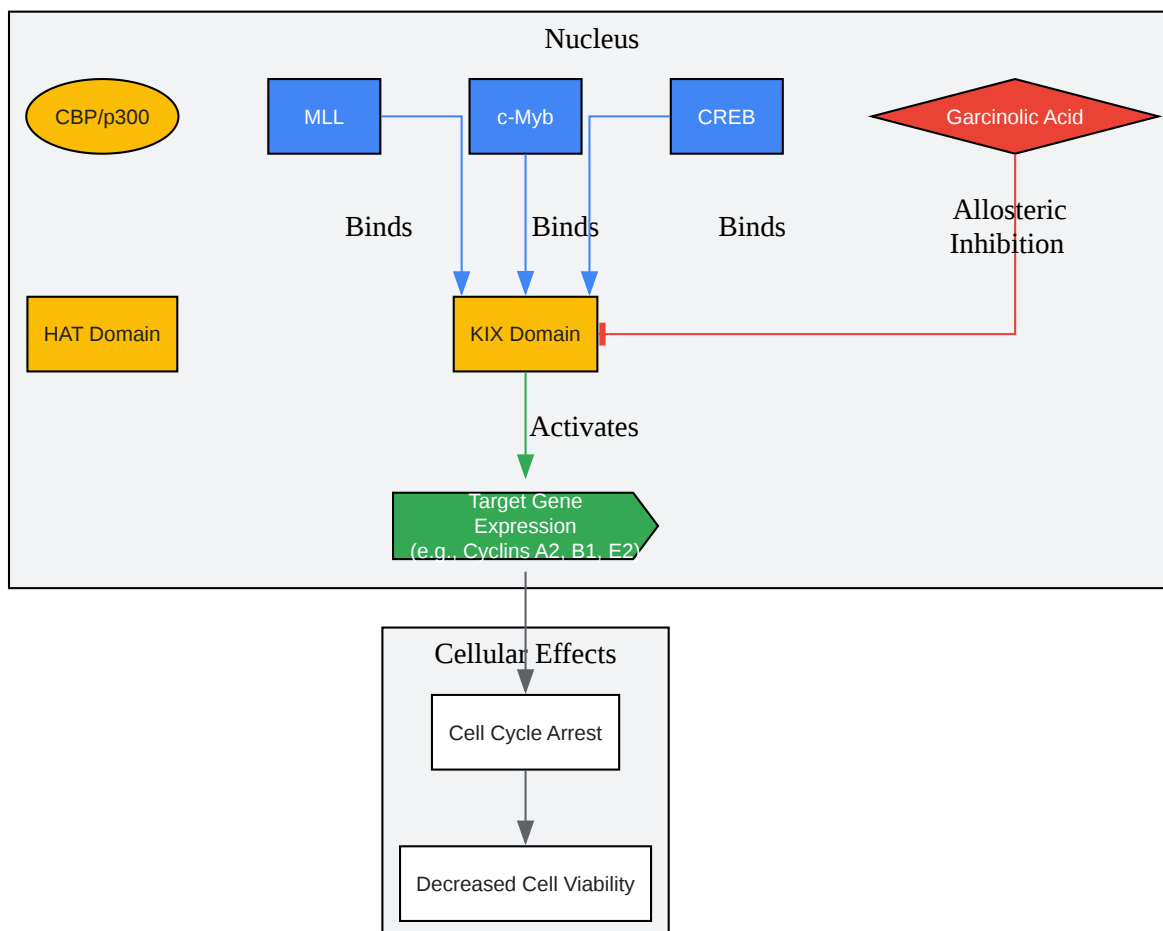 Nucleus
CBP/p300
MLL
c-Myb
CREB
Garcinolic Acid
Binds
Binds
Binds
Allosteric
Inhibition
HAT Domain
KIX Domain
Activates
Target Gene
Expression
(e.g., Cyclins A2, B1, E2)
Cellular Effects
Cell Cycle Arrest
Decreased Cell Viability